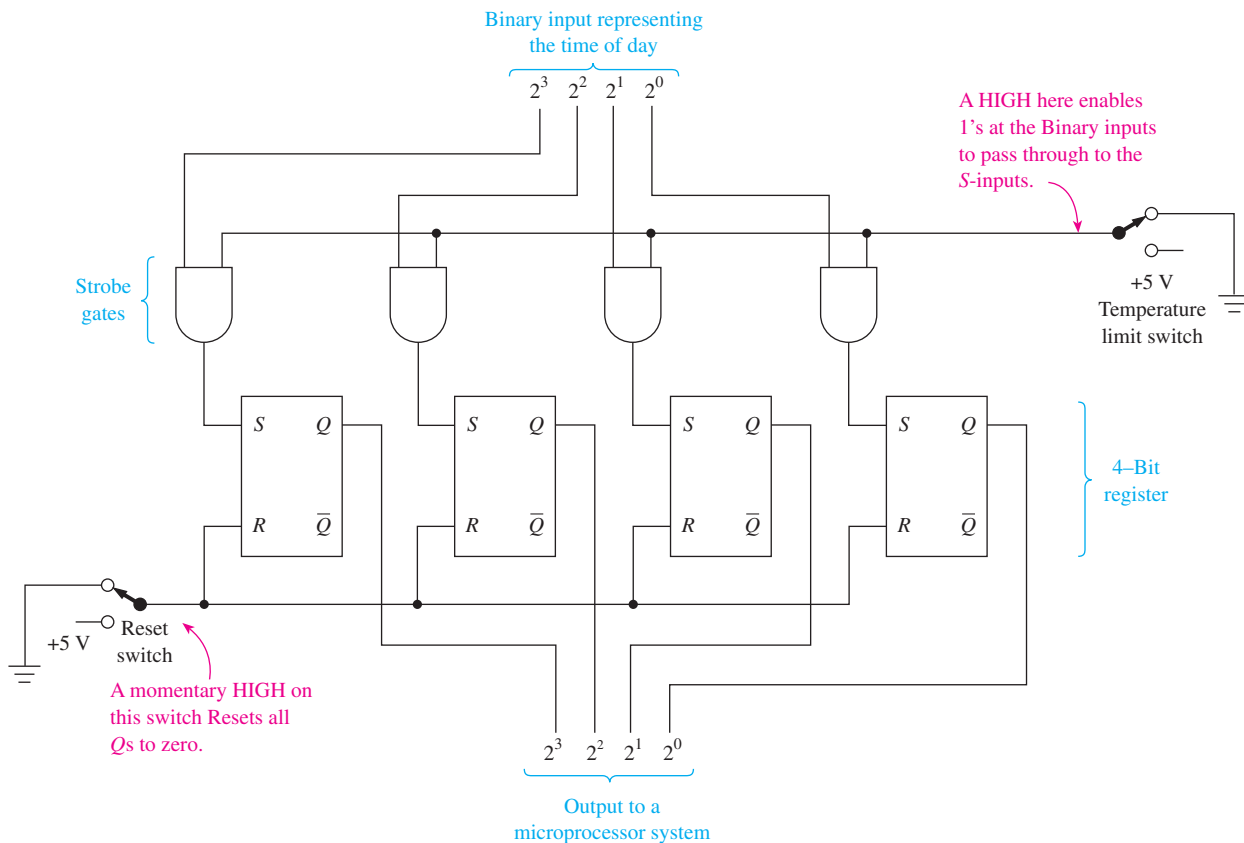 Binary input representing
the time of day
2³ 2² 2¹ 2⁰
A HIGH here enables
1's at the Binary inputs
to pass through to the
S-inputs.
Strobe
gates
+5 V
Temperature
limit switch
S Q S Q S Q S Q
4–Bit
register
R Q̅ R Q̅ R Q̅ R Q̅
+5 V
Reset
switch
A momentary HIGH on
this switch Resets all
Qs to zero.
2³ 2² 2¹ 2⁰
Output to a
microprocessor system